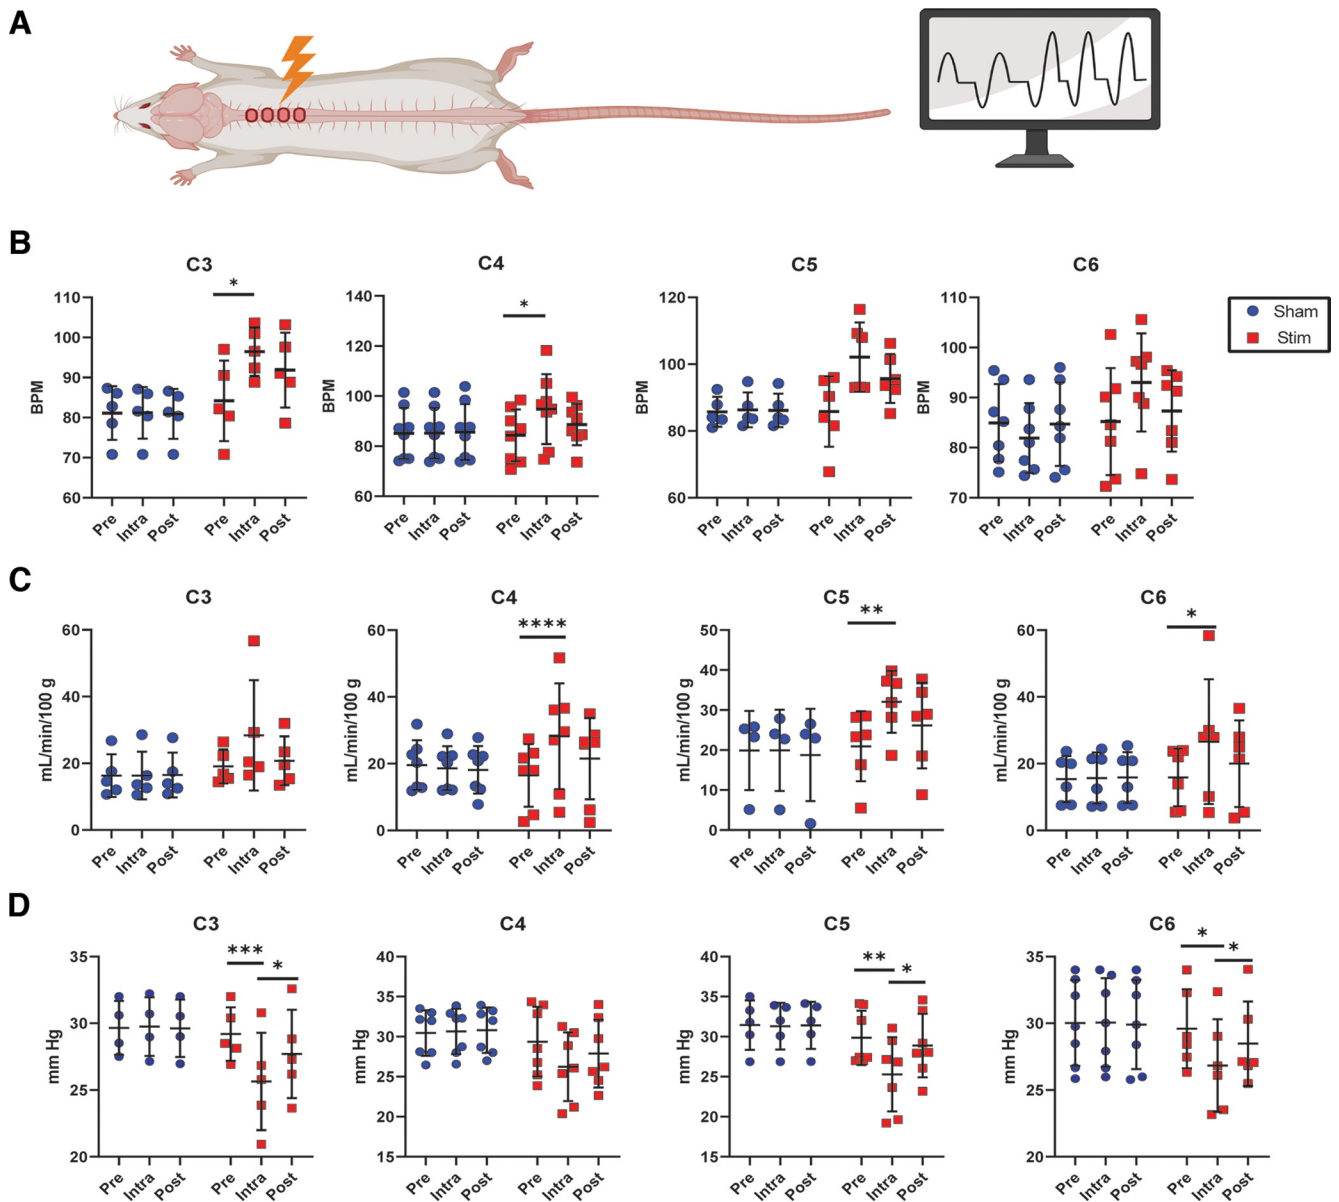 A
B
C3
C4
C5
C6
* *
BPM BPM BPM BPM
110 140 120 110
100 120 100 100
90 100 80 90
80 80 60 80
70 60 70
60
Pre Intra Post Pre Intra Post
Pre Intra Post Pre Intra Post
Pre Intra Post Pre Intra Post
Pre Intra Post Pre Intra Post
Sham
Stim
C
C3
C4
C5
C6
**** ** *
mL/min/100 g mL/min/100 g mL/min/100 g mL/min/100 g
60 60 50 60
40 40 40 40
20 20 30 20
0 0 20 0
10
0
Pre Intra Post Pre Intra Post
Pre Intra Post Pre Intra Post
Pre Intra Post Pre Intra Post
Pre Intra Post Pre Intra Post
D
C3
C4
C5
C6
*** * ** * * *
mm Hg mm Hg mm Hg mm Hg
35 40 40 35
30 35 35 30
25 30 30 25
20 25 25 20
20 20
15 15
Pre Intra Post Pre Intra Post
Pre Intra Post Pre Intra Post
Pre Intra Post Pre Intra Post
Pre Intra Post Pre Intra Post